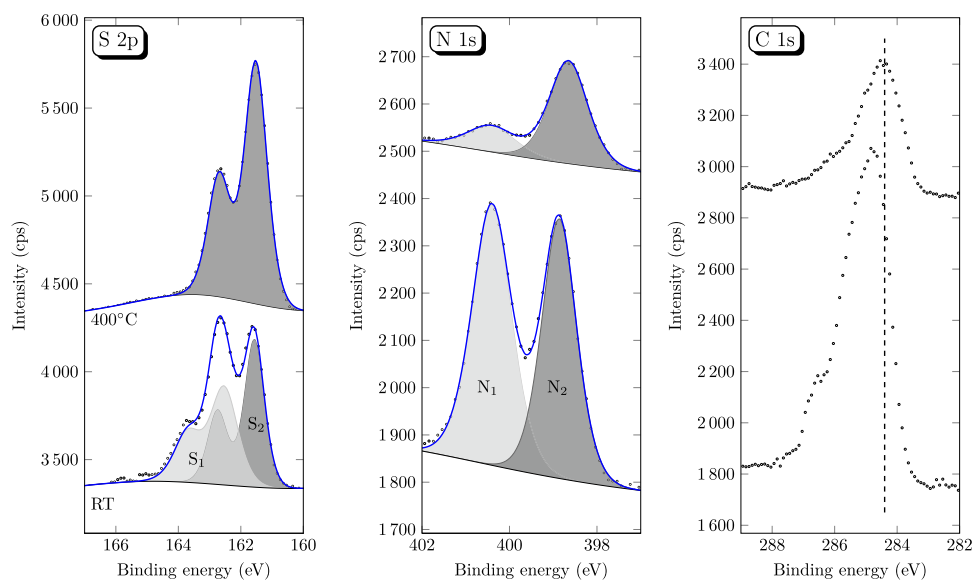 S 2p
6 000
5 500
5 000
4 500
4 000
3 500
Intensity (cps)
400°C
S1
S2
RT
166
164
162
160
Binding energy (eV)
N 1s
2 700
2 600
2 500
2 400
2 300
2 200
2 100
2 000
1 900
1 800
1 700
Intensity (cps)
N1
N2
402
400
398
Binding energy (eV)
C 1s
3 400
3 200
3 000
2 800
2 600
2 400
2 200
2 000
1 800
1 600
Intensity (cps)
288
286
284
282
Binding energy (eV)